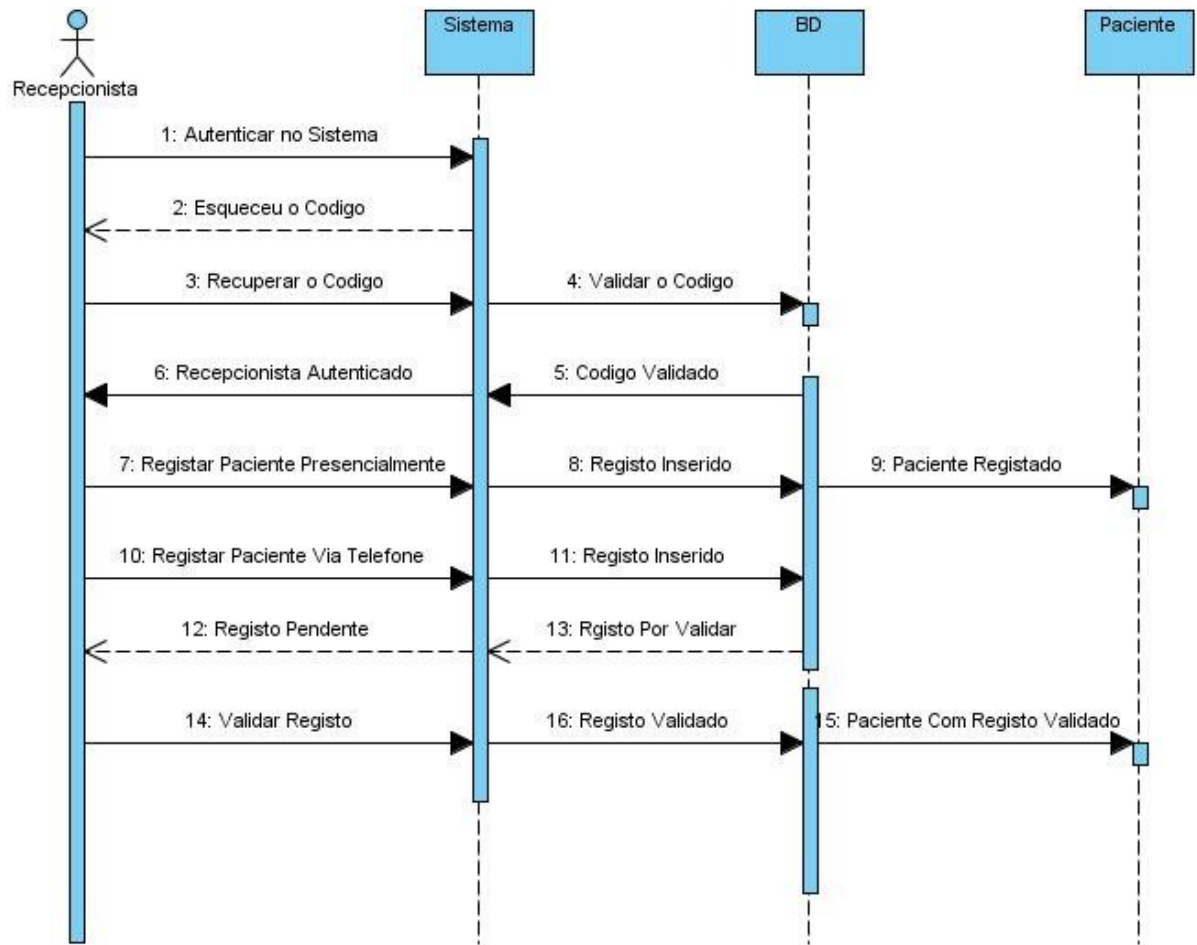 Sistema
BD
Paciente
Recepcionista
1: Autenticar no Sistema
2: Esqueceu o Codigo
3: Recuperar o Codigo
4: Validar o Codigo
6: Recepcionista Autenticado
5: Codigo Validado
7: Registar Paciente Presencialmente
8: Registo Inserido
9: Paciente Registado
10: Registar Paciente Via Telefone
11: Registo Inserido
12: Registo Pendente
13: Rgisto Por Validar
14: Validar Registo
16: Registo Validado
15: Paciente Com Registo Validado